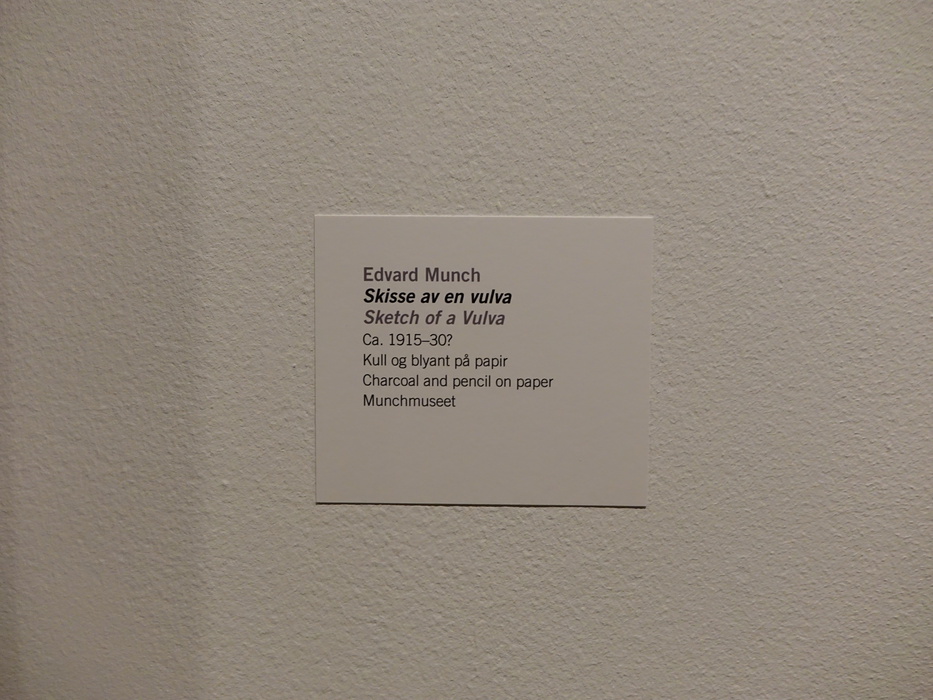 Edvard Munch
Skisse av en vulva
Sketch of a Vulva
Ca. 1915–30?
Kull og blyant på papir
Charcoal and pencil on paper
Munchmuseet